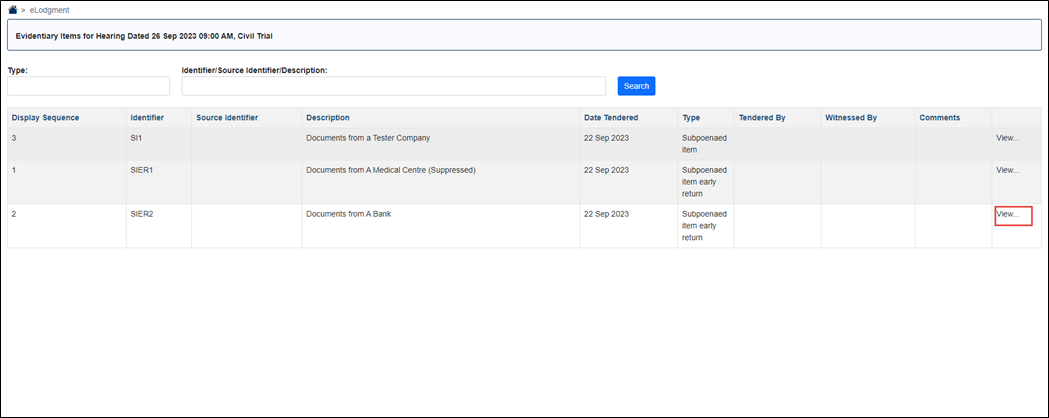 > eLodgment
Evidentiary Items for Hearing Dated 26 Sep 2023 09:00 AM, Civil Trial
Type: Identifier/Source Identifier/Description:
Search
Display Sequence Identifier Source Identifier Description Date Tendered Type Tendered By Witnessed By Comments
3 SI1 Documents from a Tester Company 22 Sep 2023 Subpoenaed View...
item
1 SIER1 Documents from A Medical Centre (Suppressed) 22 Sep 2023 Subpoenaed View...
item early
return
2 SIER2 Documents from A Bank 22 Sep 2023 Subpoenaed View...
item early
return